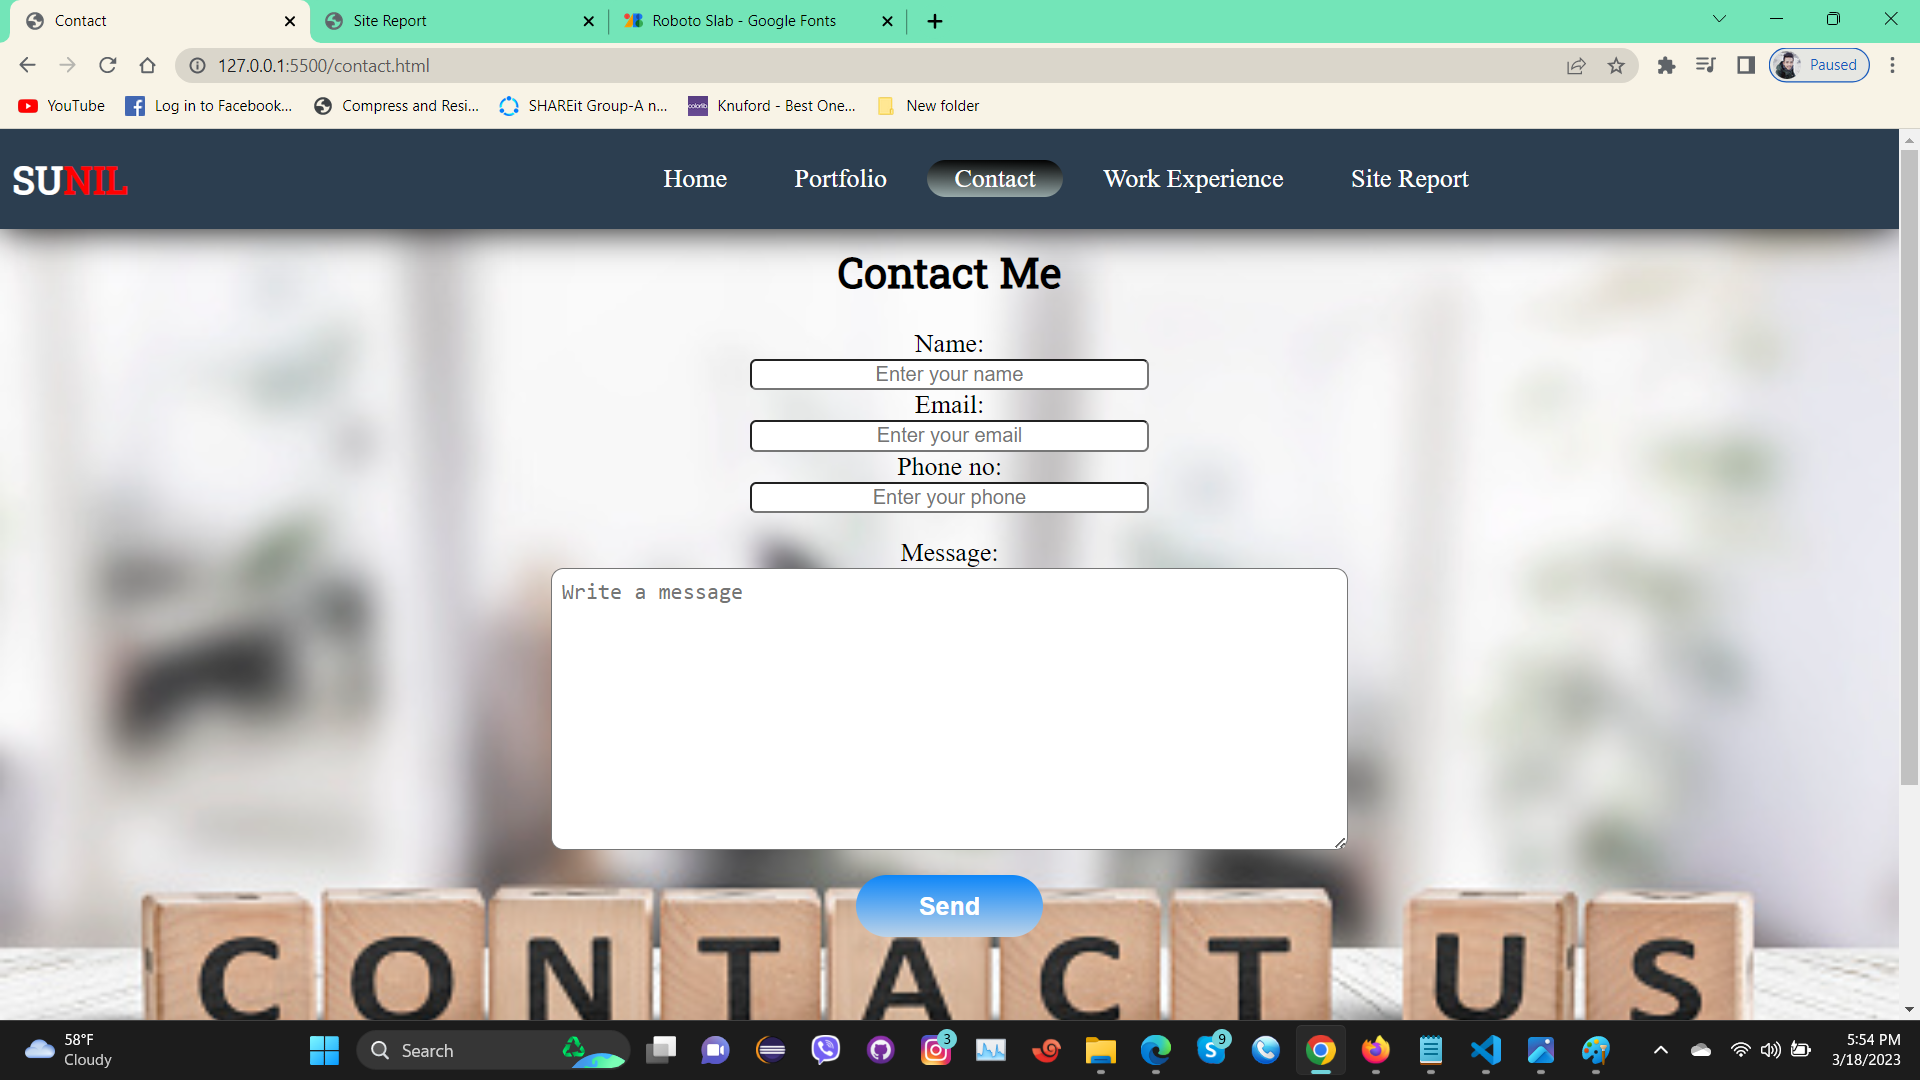 Contact
Site Report
Roboto Slab - Google Fonts
127.0.0.1:5500/contact.html
Paused
YouTube
Log in to Facebook...
Compress and Resi...
SHAREit Group-A n...
colorlib.
Knuford - Best One...
New folder
SUNIL
Home
Portfolio
Contact
Work Experience
Site Report
Contact Me
Name:
Enter your name
Email:
Enter your email
Phone no:
Enter your phone
Message:
Write a message
Send
CONTACT US
58°F
Cloudy
Search
3
9
5:54 PM
3/18/2023